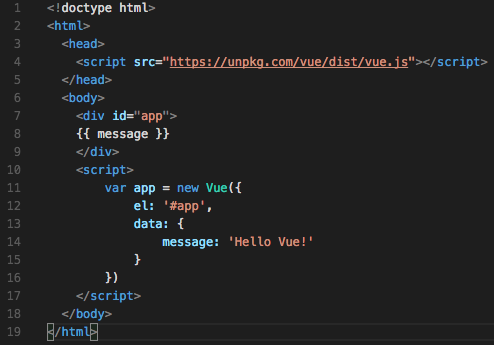 1 <!doctype html>
2 <html>
3   <head>
4     <script src="https://unpkg.com/vue/dist/vue.js"></script>
5   </head>
6   <body>
7     <div id="app">
8     {{ message }}
9     </div>
10     <script>
11         var app = new Vue({
12             el: '#app',
13             data: {
14                 message: 'Hello Vue!'
15             }
16         })
17     </script>
18   </body>
19 </html>